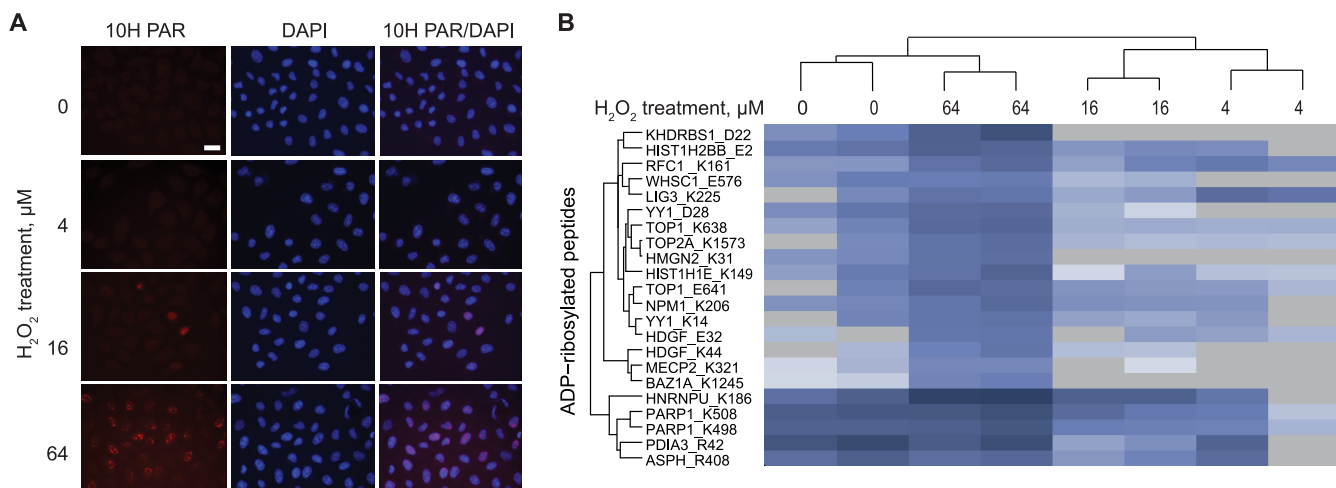 A
10H PAR
DAPI
10H PAR/DAPI
H₂O₂ treatment, µM
0
4
16
64
B
H₂O₂ treatment, µM
0 0 64 64 16 16 4 4
ADP−ribosylated peptides
KHDRBS1_D22
HIST1H2BB_E2
RFC1_K161
WHSC1_E576
LIG3_K225
YY1_D28
TOP1_K638
TOP2A_K1573
HMGN2_K31
HIST1H1E_K149
TOP1_E641
NPM1_K206
YY1_K14
HDGF_E32
HDGF_K44
MECP2_K321
BAZ1A_K1245
HNRNPU_K186
PARP1_K508
PARP1_K498
PDIA3_R42
ASPH_R408